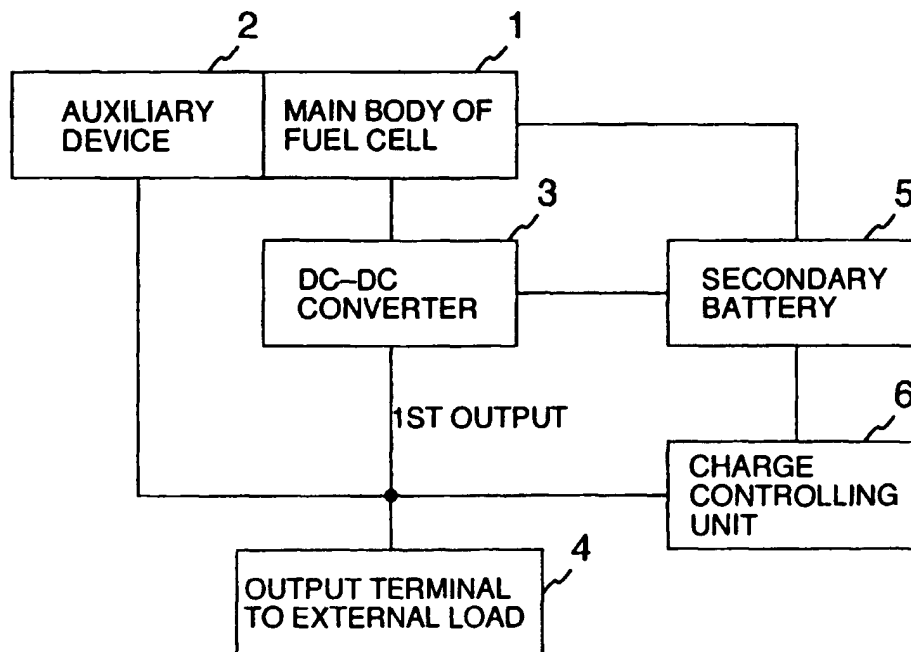 2
1
AUXILIARY
DEVICE
MAIN BODY OF
FUEL CELL
3
5
DC-DC
CONVERTER
SECONDARY
BATTERY
1ST OUTPUT
6
CHARGE
CONTROLLING
UNIT
4
OUTPUT TERMINAL
TO EXTERNAL LOAD